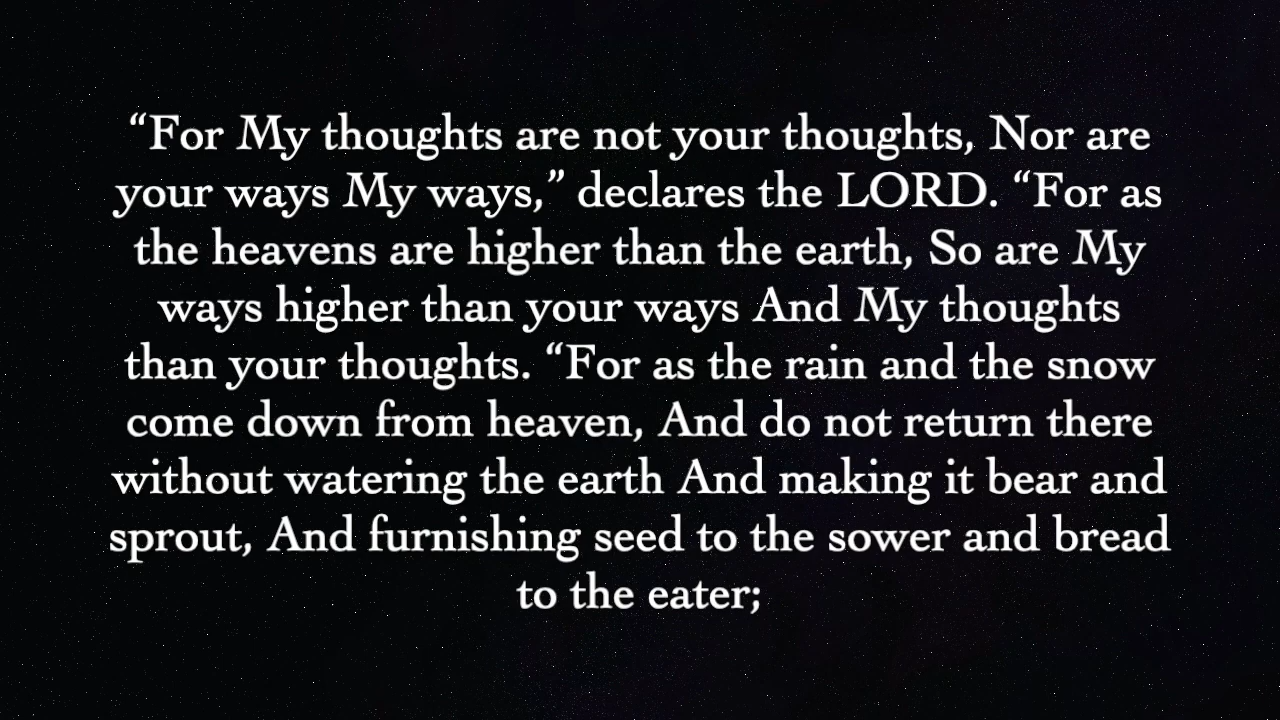 “For My thoughts are not your thoughts, Nor are
your ways My ways,” declares the LORD. “For as
the heavens are higher than the earth, So are My
ways higher than your ways And My thoughts
than your thoughts. “For as the rain and the snow
come down from heaven, And do not return there
without watering the earth And making it bear and
sprout, And furnishing seed to the sower and bread
to the eater;